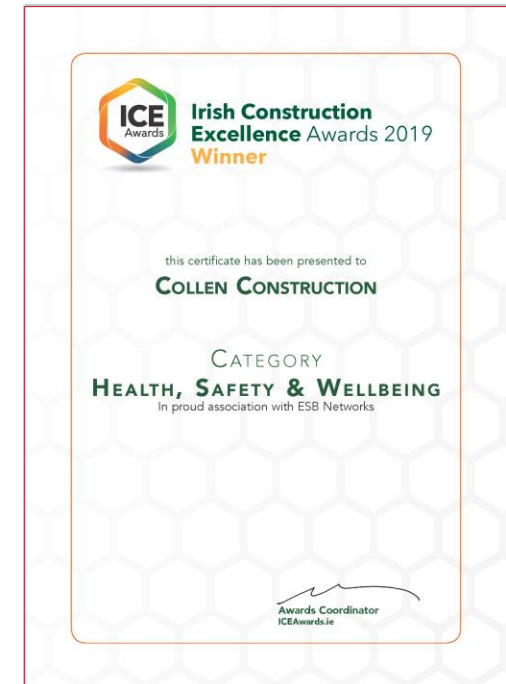 ICE
Awards
Irish Construction
Excellence Awards 2019
Winner
this certificate has been presented to
COLLEN CONSTRUCTION
CATEGORY
HEALTH, SAFETY & WELLBEING
In proud association with ESB Networks
Awards Coordinator
ICEAwards.ie